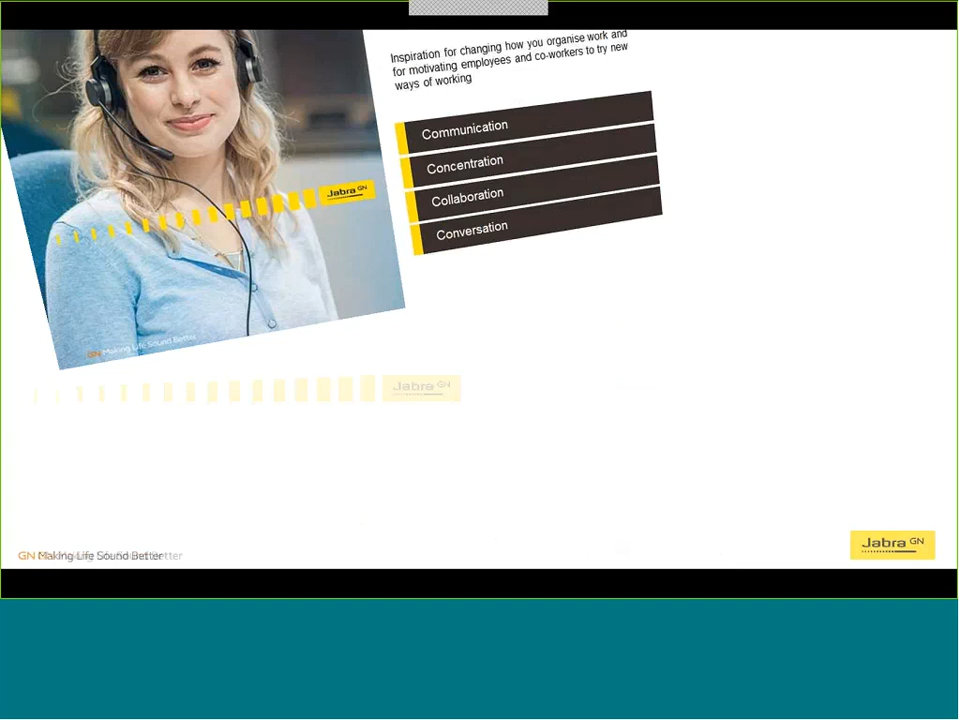 Inspiration for changing how you organise work and
for motivating employees and co-workers to try new
ways of working
Communication
Concentration
Collaboration
Conversation
Jabra GN
GN Making Life Sound Better
Jabra GN
GN Making Life Sound Better
Jabra GN